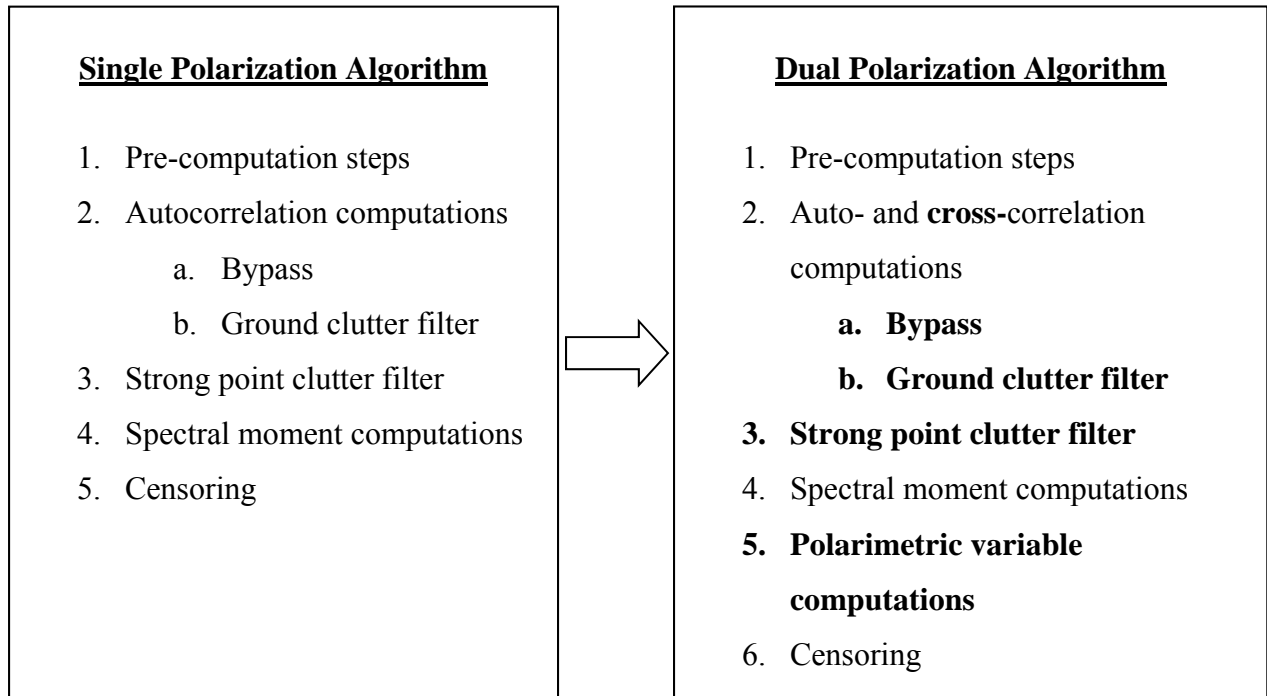 Single Polarization Algorithm
1. Pre-computation steps
2. Autocorrelation computations
a. Bypass
b. Ground clutter filter
3. Strong point clutter filter
4. Spectral moment computations
5. Censoring
Dual Polarization Algorithm
1. Pre-computation steps
2. Auto- and cross-correlation
computations
a. Bypass
b. Ground clutter filter
3. Strong point clutter filter
4. Spectral moment computations
5. Polarimetric variable
computations
6. Censoring